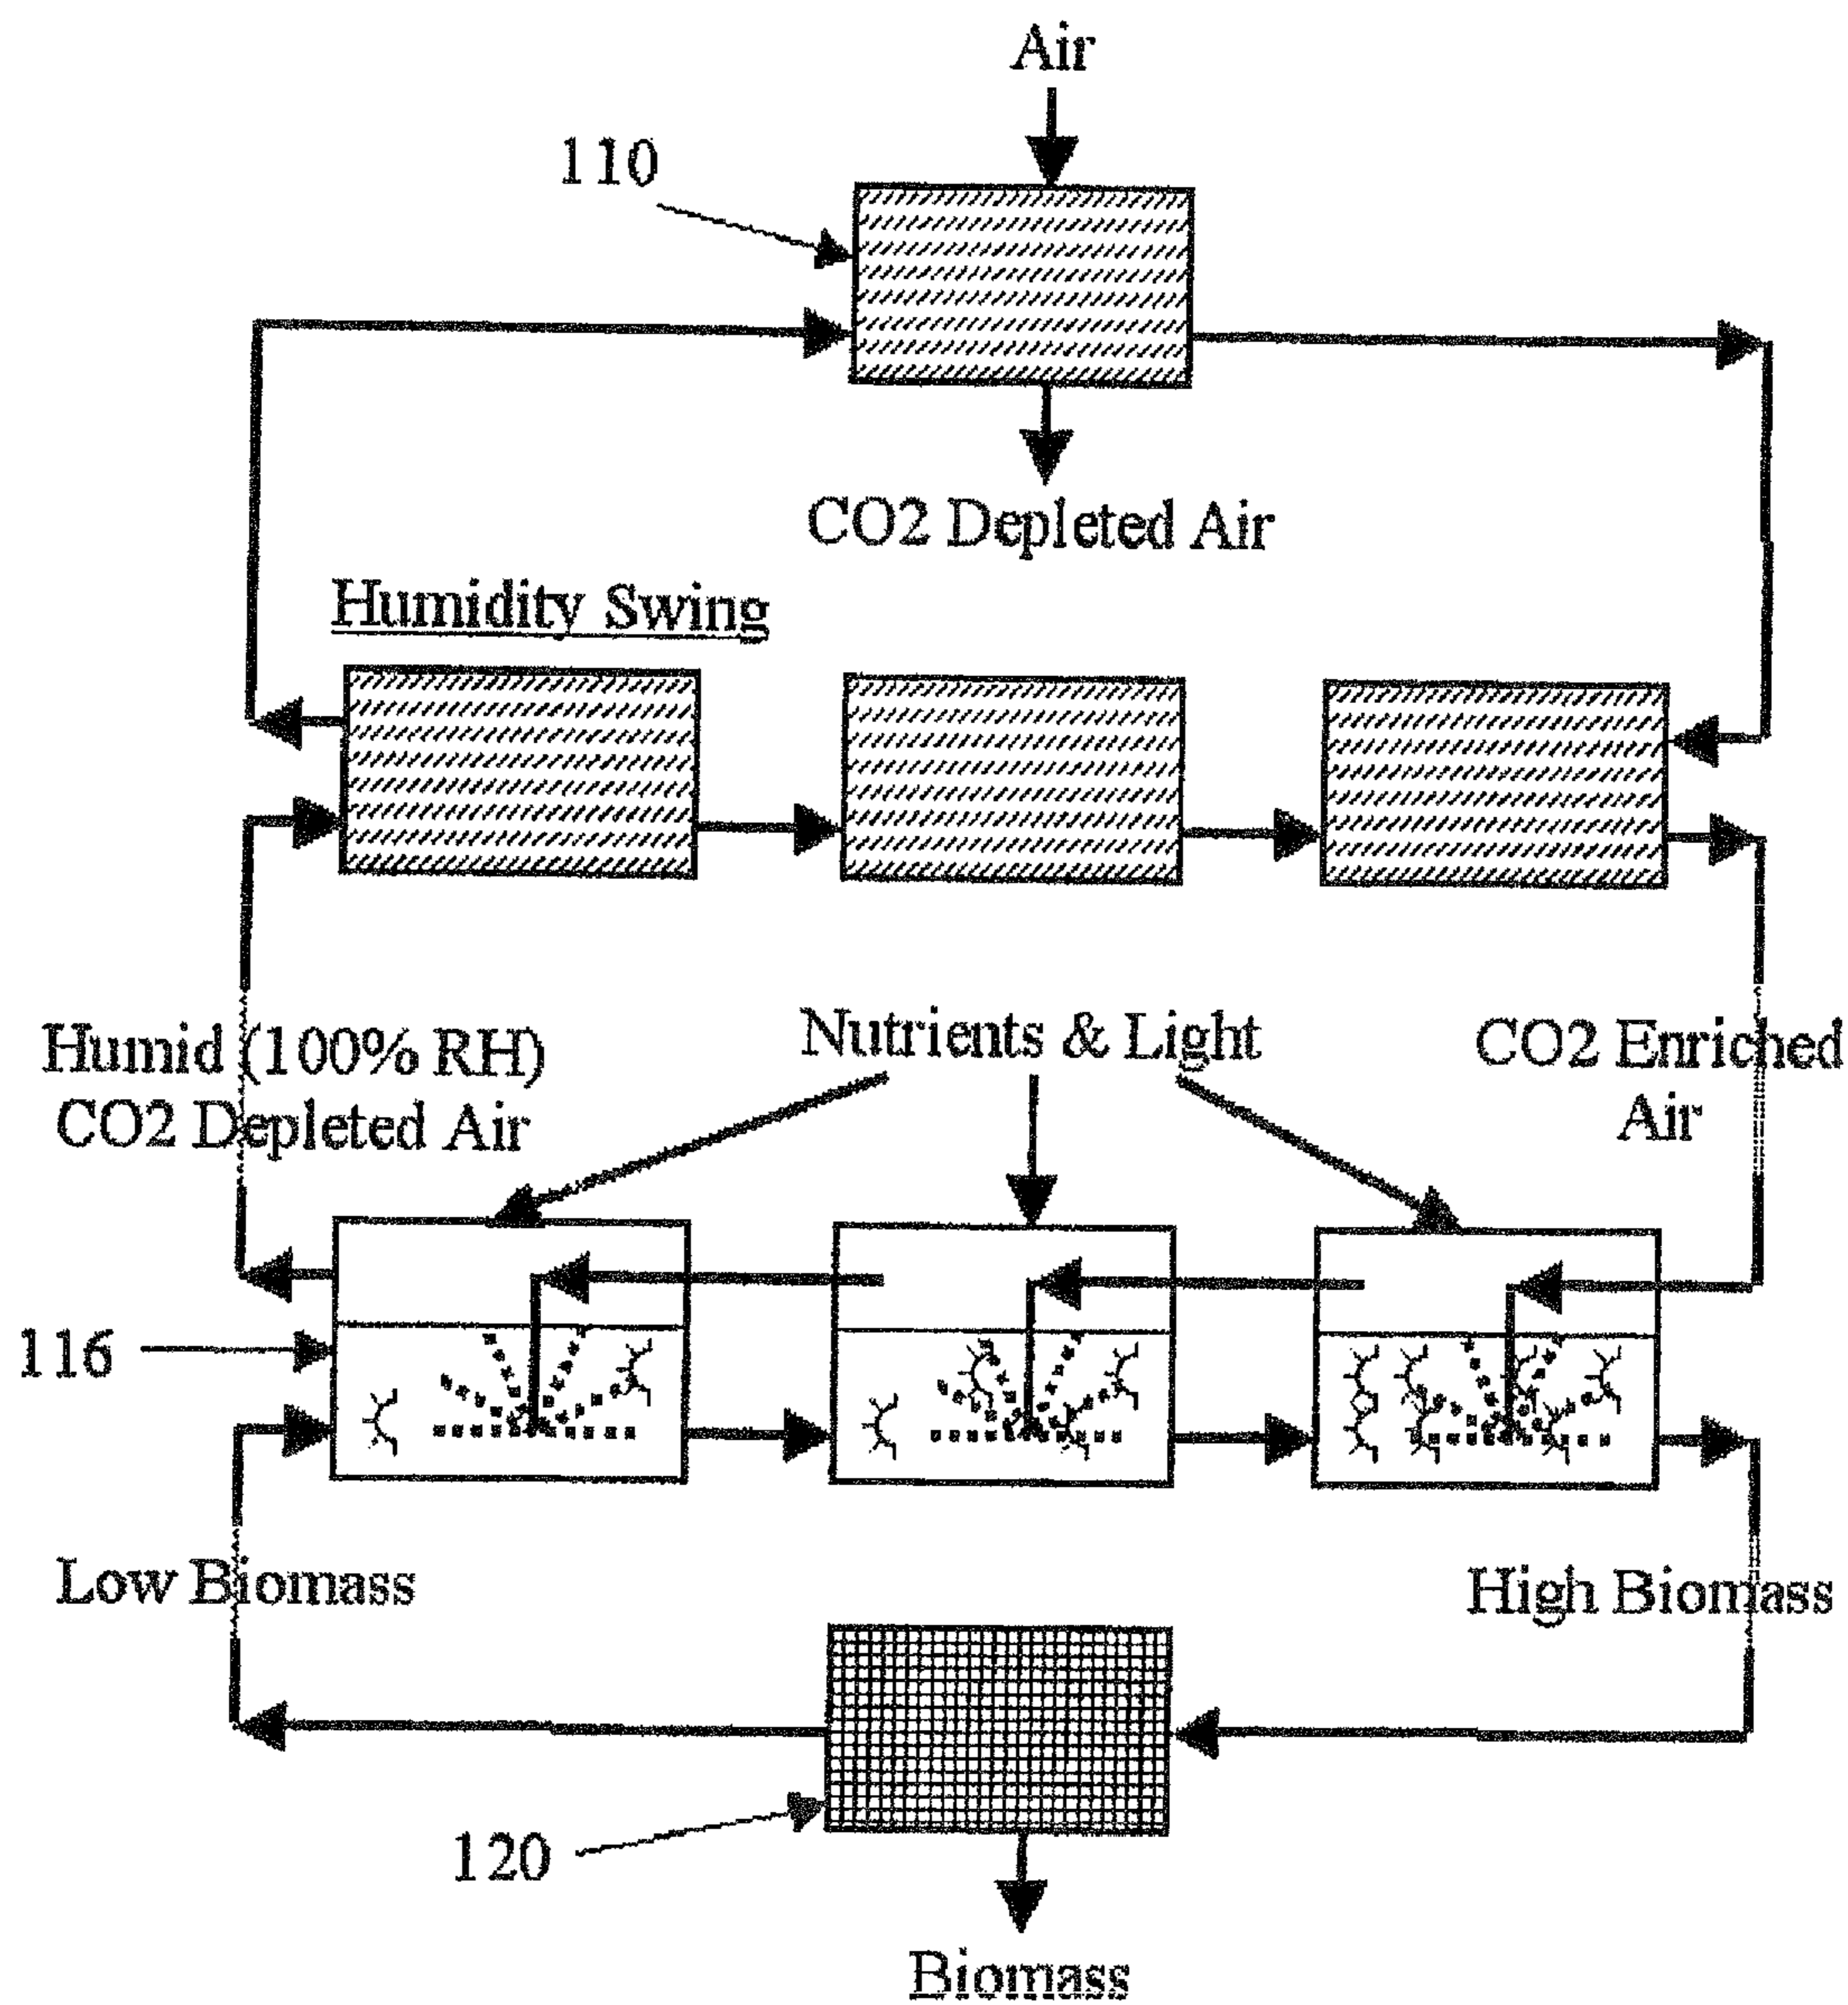 Air
110
CO2 Depleted Air
Humidity Swing
Humid (100% RH)
CO2 Depleted Air
Nutrients & Light
CO2 Enriched
Air
116
Low Biomass
High Biomass
120
Biomass